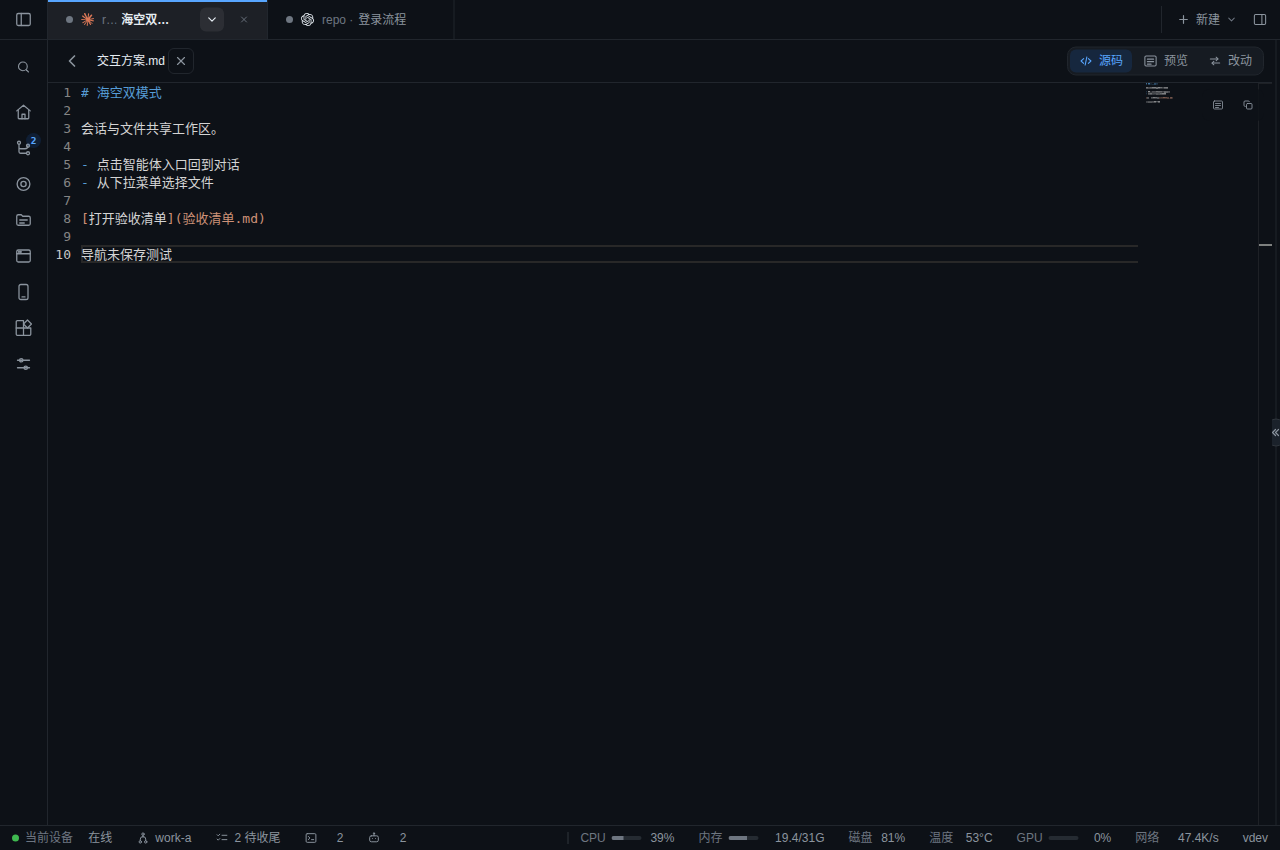 r… 海空双…
repo · 登录流程
新建
交互方案.md
源码
预览
改动
2
1 # 海空双模式
2
3 会话与文件共享工作区。
4
5 - 点击智能体入口回到对话
6 - 从下拉菜单选择文件
7
8 [打开验收清单](验收清单.md)
9
10 导航未保存测试
当前设备 在线 work-a 2 待收尾 2 2 CPU 39% 内存 19.4/31G 磁盘 81% 温度 53°C GPU 0% 网络 47.4K/s vdev